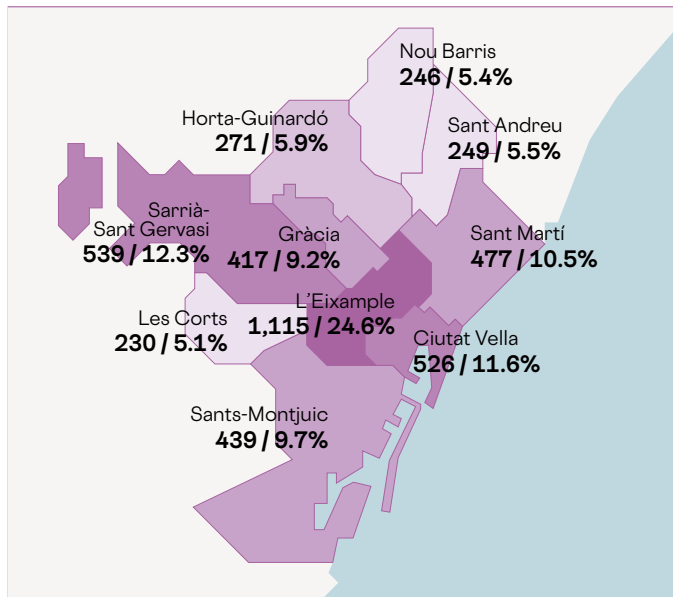 Nou Barris
246 / 5.4%
Horta-Guinardó
271 / 5.9%
Sant Andreu
249 / 5.5%
Sarrià-
Sant Gervasi
539 / 12.3%
Gràcia
417 / 9.2%
Sant Martí
477 / 10.5%
L'Eixample
1,115 / 24.6%
Les Corts
230 / 5.1%
Ciutat Vella
526 / 11.6%
Sants-Montjuic
439 / 9.7%